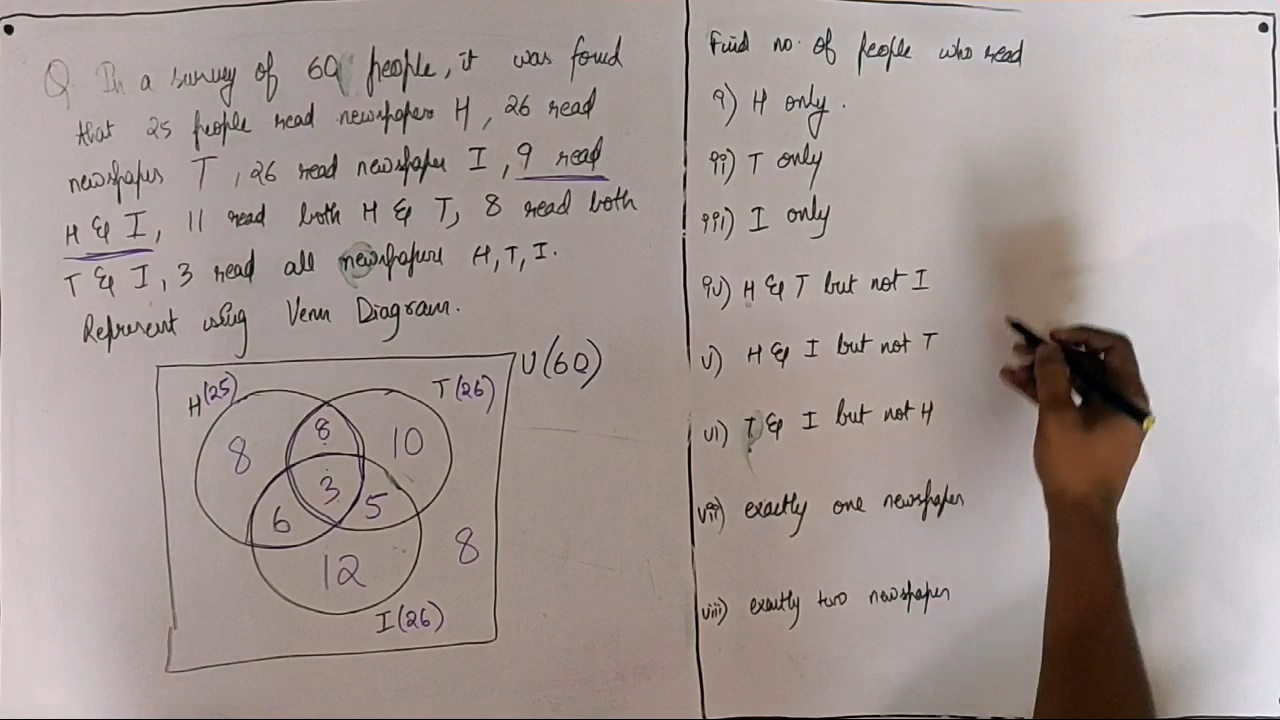 Q In a survey of 60 people, it was found
that 25 people read newspapers H, 26 read
newspaper T, 26 read newspaper I, 9 read
H & I, 11 read both H & T, 8 read both
T & I, 3 read all newspapers H, T, I.
Represent using Venn Diagram.
U(60)
H(25)
T(26)
8
8
10
3
6
5
12
8
I(26)
Find no. of people who read
i) H only.
ii) T only
iii) I only
iv) H & T but not I
v) H & I but not T
vi) T & I but not H
vii) exactly one newspaper
viii) exactly two newspaper